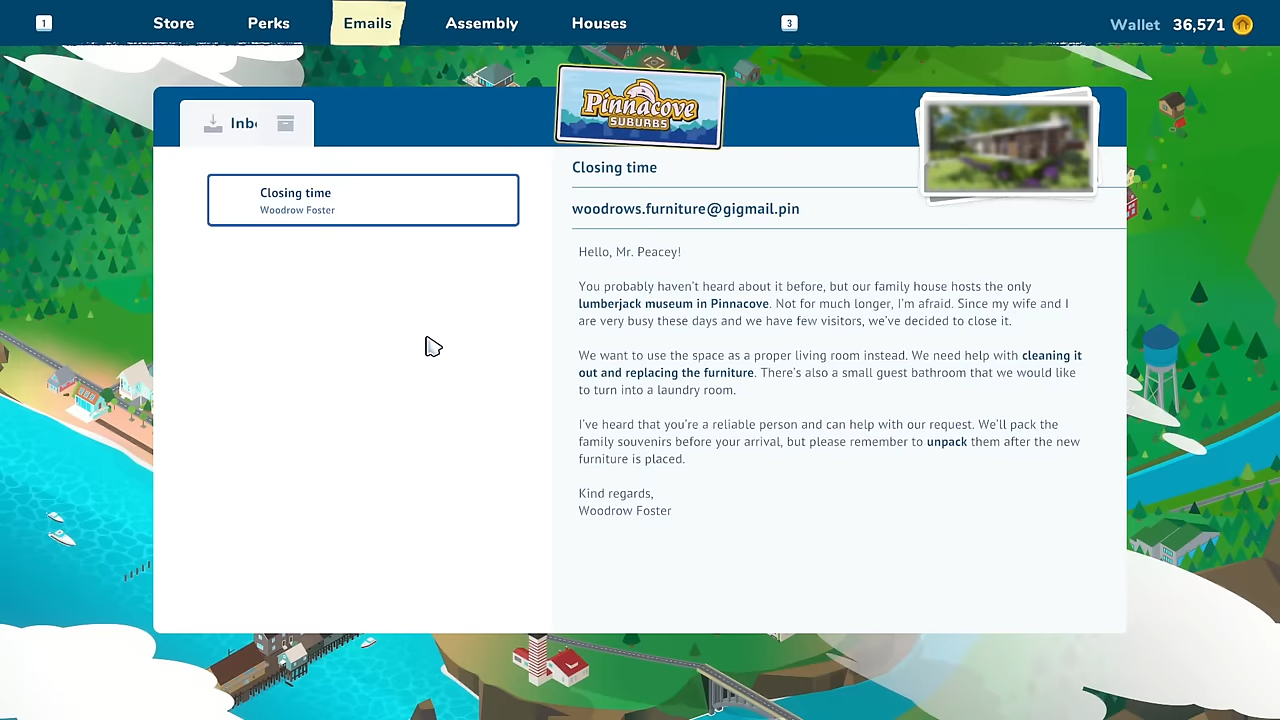 1 Store Perks Emails Assembly Houses 3 Wallet 36,571
Pinnacove
SUBURBS
Inb
Closing time
Woodrow Foster
Closing time
woodrows.furniture@gigmail.pin
Hello, Mr. Peacey!
You probably haven't heard about it before, but our family house hosts the only
lumberjack museum in Pinnacove. Not for much longer, I'm afraid. Since my wife and I
are very busy these days and we have few visitors, we've decided to close it.
We want to use the space as a proper living room instead. We need help with cleaning it
out and replacing the furniture. There's also a small guest bathroom that we would like
to turn into a laundry room.
I've heard that you're a reliable person and can help with our request. We'll pack the
family souvenirs before your arrival, but please remember to unpack them after the new
furniture is placed.
Kind regards,
Woodrow Foster